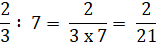 2/3 : 7 = 2/(3 x 7) = 2/21